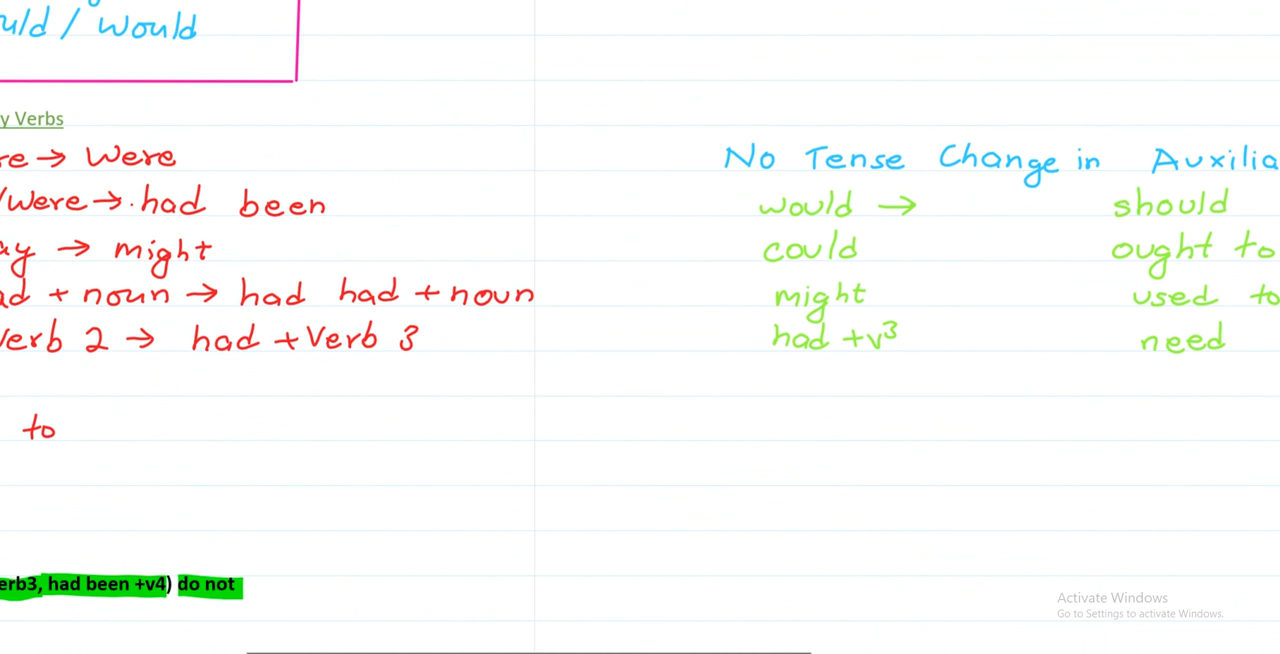 uld / would
y Verbs
re → Were
/were → had been
ay → might
ad + noun → had had + noun
Verb 2 → had + Verb 3
to
erb3, had been +v4) do not
No Tense Change in Auxilia
would → should
could ought to
might used to
had + v3 need
Activate Windows
Go to Settings to activate Windows.